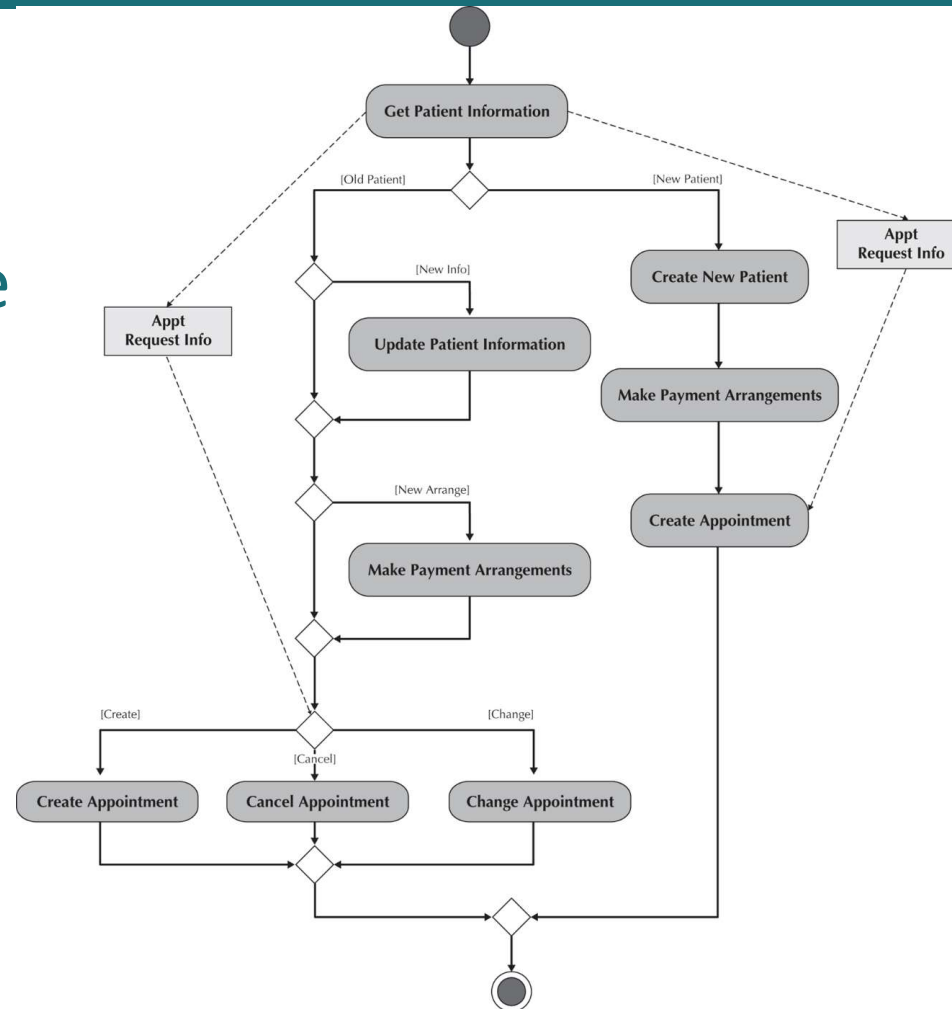 Get Patient Information
[Old Patient]
[New Patient]
Appt
Request Info
Create New Patient
[New Info]
e
Appt
Request Info
Update Patient Information
Make Payment Arrangements
[New Arrange]
Create Appointment
Make Payment Arrangements
[Create]
[Change]
[Cancel]
Create Appointment
Cancel Appointment
Change Appointment